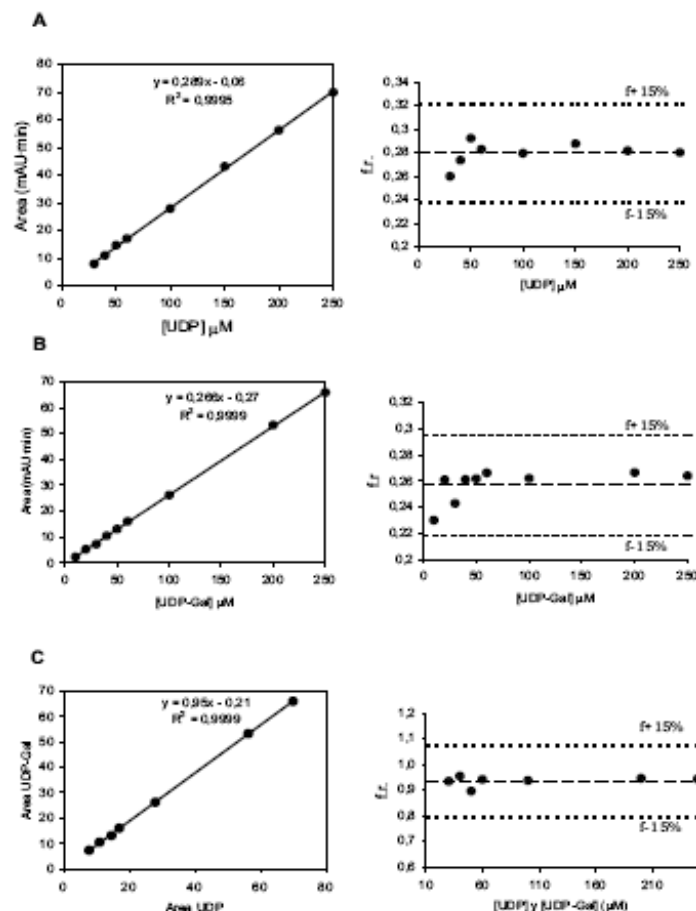 A
y = 0,289x - 0,06
R² = 0,9995
Area (mAU·min)
80
70
60
50
40
30
20
10
0
0 50 100 150 200 250
[UDP] µM
f.r.
0,34
0,32
0,3
0,28
0,26
0,24
0,2
f+15%
f-15%
0 50 100 150 200 250
[UDP] µM
B
y = 0,266x - 0,27
R² = 0,9999
Area (mAU·min)
70
60
50
40
30
20
10
0
0 50 100 150 200 250
[UDP-Gal] µM
f.r
0,32
0,3
0,28
0,26
0,24
0,22
0,2
f+15%
f-15%
0 50 100 150 200 250
[UDP-Gal] µM
C
y = 0,95x - 0,21
R² = 0,9999
Area UDP-Gal
70
60
50
40
30
20
10
0
0 20 40 60 80
Area UDP
f.r.
1,2
1,1
1,0
0,9
0,8
0,7
0,6
f+15%
f-15%
10 60 110 160 210
[UDP] y [UDP-Gal] (µM)